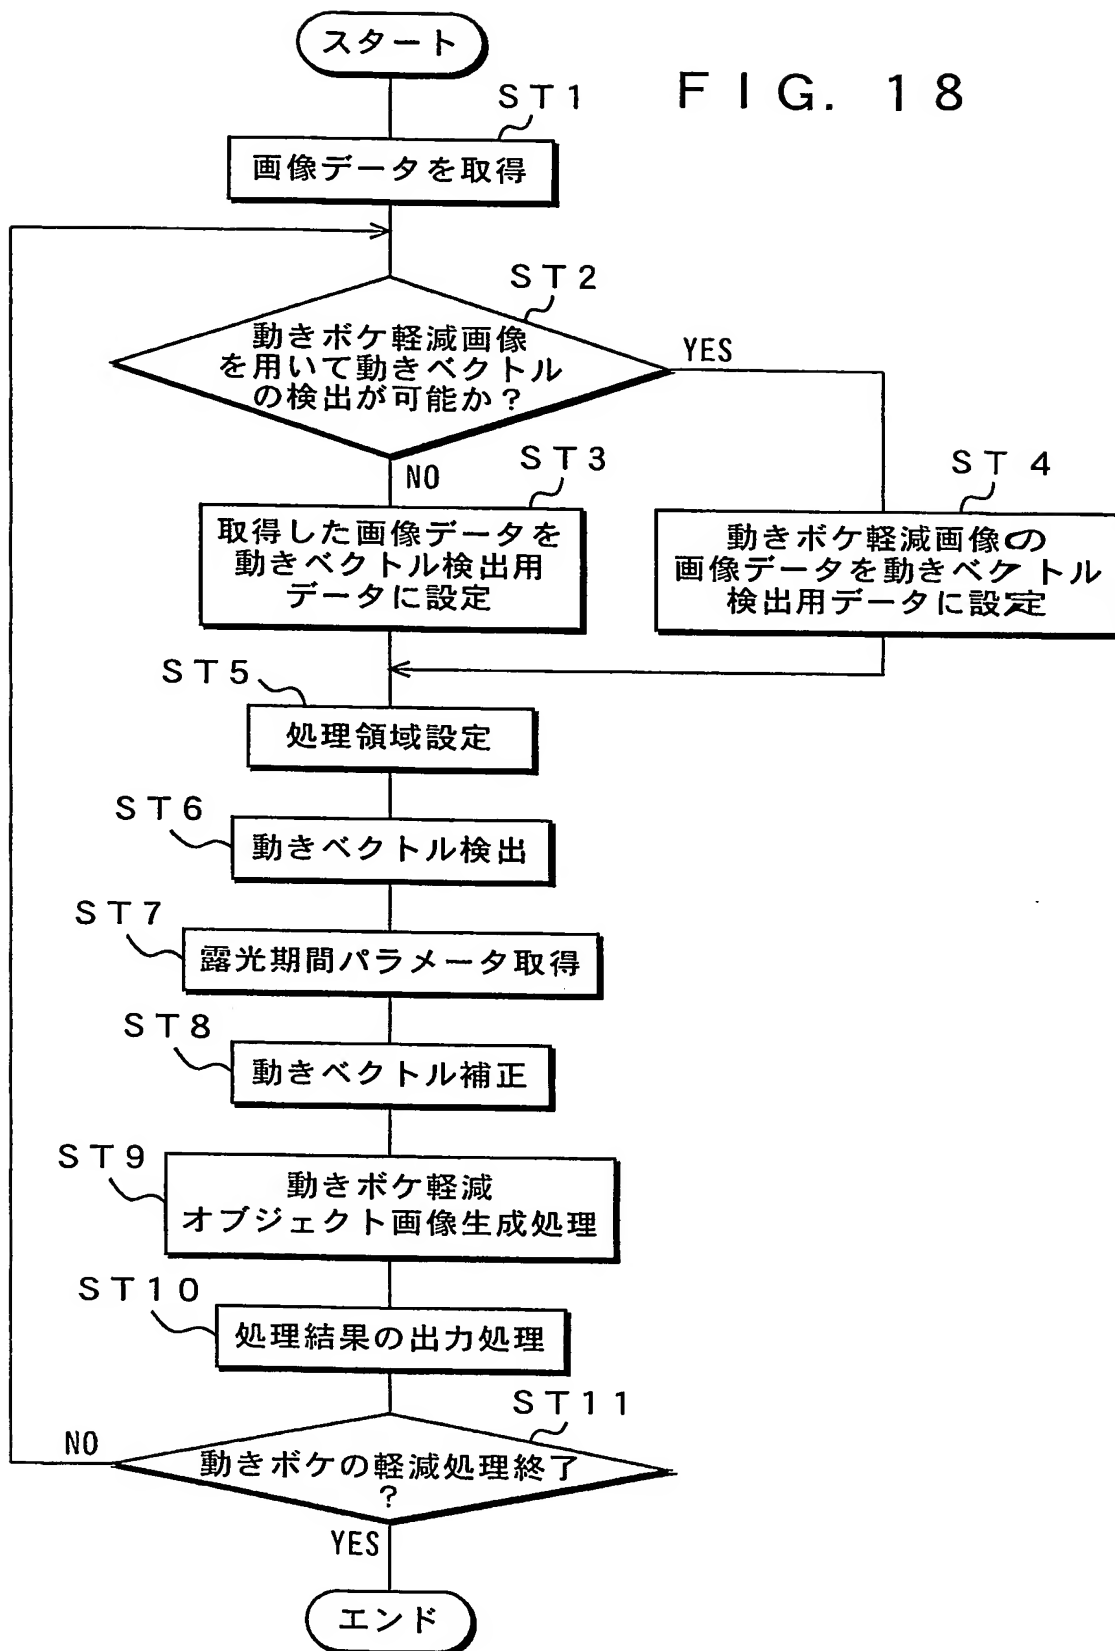 スタート
FIG. 18
ST1
画像データを取得
ST2
動きボケ軽減画像
を用いて動きベクトル
の検出が可能か？
YES
NO
ST3
取得した画像データを
動きベクトル検出用
データに設定
ST4
動きボケ軽減画像の
画像データを動きベクトル
検出用データに設定
ST5
処理領域設定
ST6
動きベクトル検出
ST7
露光期間パラメータ取得
ST8
動きベクトル補正
ST9
動きボケ軽減
オブジェクト画像生成処理
ST10
処理結果の出力処理
ST11
NO
動きボケの軽減処理終了
？
YES
エンド